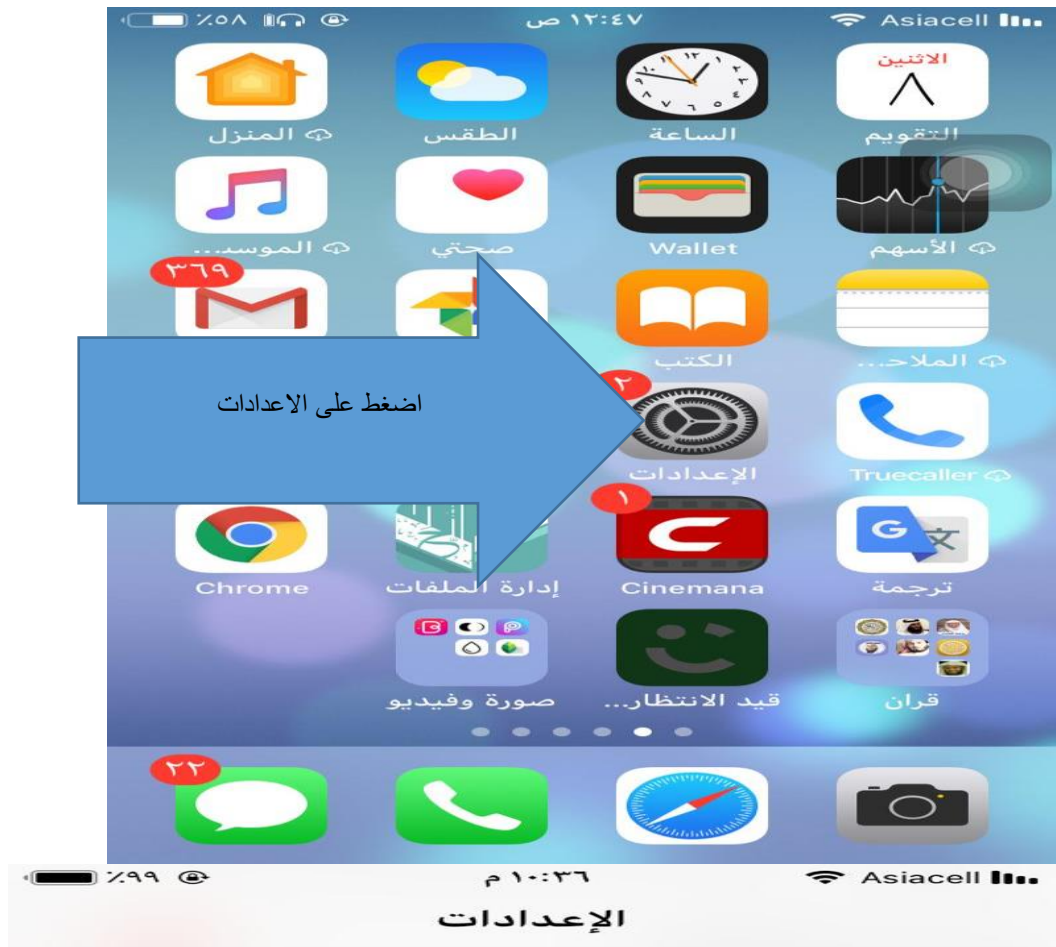 Asiacell ١٢:٤٧ ص ٪٥٨
الاثنين
٨
التقويم الساعة الطقس المنزل
الأسهم Wallet صحتي الموسيـ...
٣٦٩
الملاحـ... الكتب
٢
اضغط على الاعدادات
Truecaller الإعدادات
١
ترجمة Cinemana إدارة الملفات Chrome
قران قيد الانتظار... صورة وفيديو
٢٢
Asiacell ١٠:٣٦ م ٪٩٩
الإعدادات